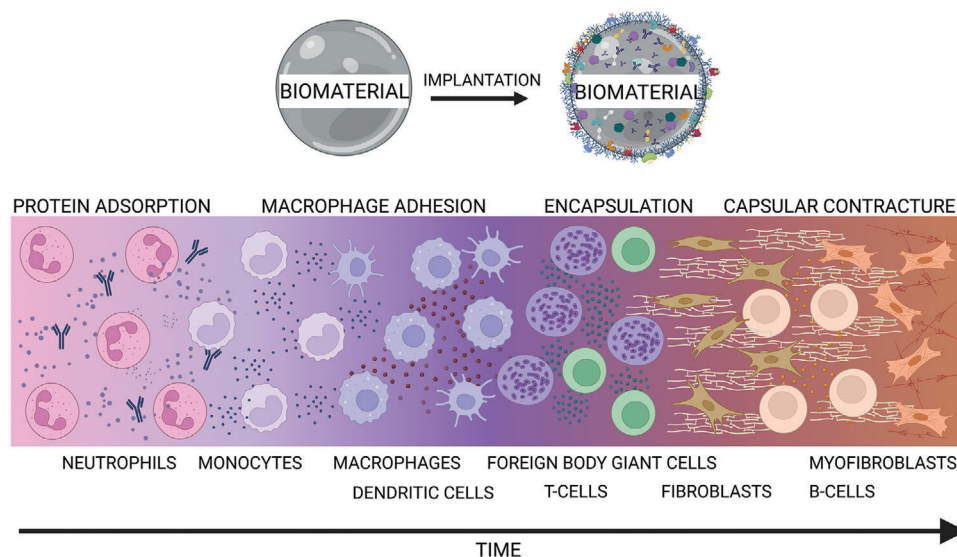 BIOMATERIAL
IMPLANTATION
BIOMATERIAL
PROTEIN ADSORPTION
MACROPHAGE ADHESION
ENCAPSULATION
CAPSULAR CONTRACTURE
NEUTROPHILS
MONOCYTES
MACROPHAGES
FOREIGN BODY GIANT CELLS
MYOFIBROBLASTS
DENDRITIC CELLS
T-CELLS
FIBROBLASTS
B-CELLS
TIME